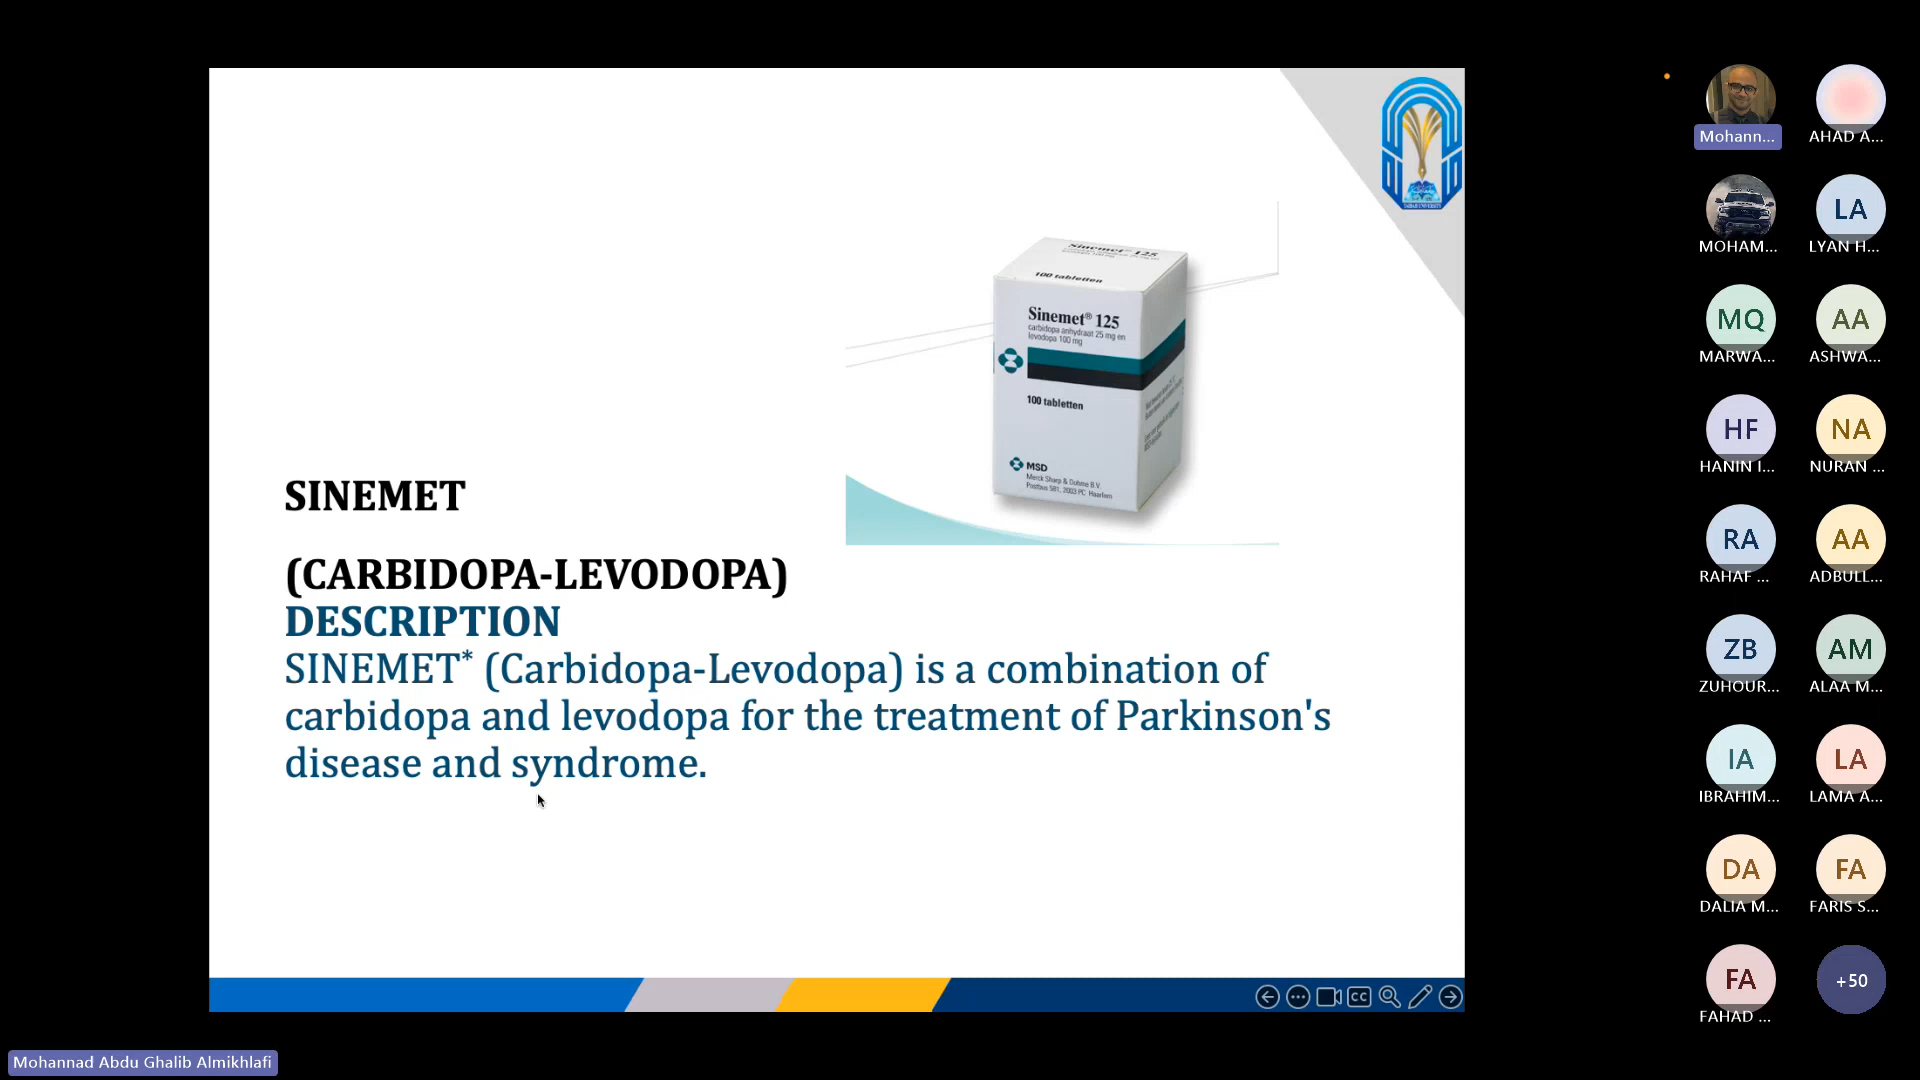 TAIBAH UNIVERSITY
Sinemet® 125
100 tabletten
Sinemet® 125
carbidopa anhydraat 25 mg en
levodopa 100 mg
100 tabletten
MSD
Merck Sharp & Dohme B.V.
Postbus 581, 2003 PC Haarlem
SINEMET
(CARBIDOPA-LEVODOPA)
DESCRIPTION
SINEMET* (Carbidopa-Levodopa) is a combination of
carbidopa and levodopa for the treatment of Parkinson's
disease and syndrome.
CC
Mohann...
AHAD A...
MOHAM...
LA
LYAN H...
MQ
MARWA...
AA
ASHWA...
HF
HANIN I...
NA
NURAN ...
RA
RAHAF ...
AA
ADBULL...
ZB
ZUHOUR...
AM
ALAA M...
IA
IBRAHIM...
LA
LAMA A...
DA
DALIA M...
FA
FARIS S...
FA
FAHAD ...
+50
Mohannad Abdu Ghalib Almikhlafi